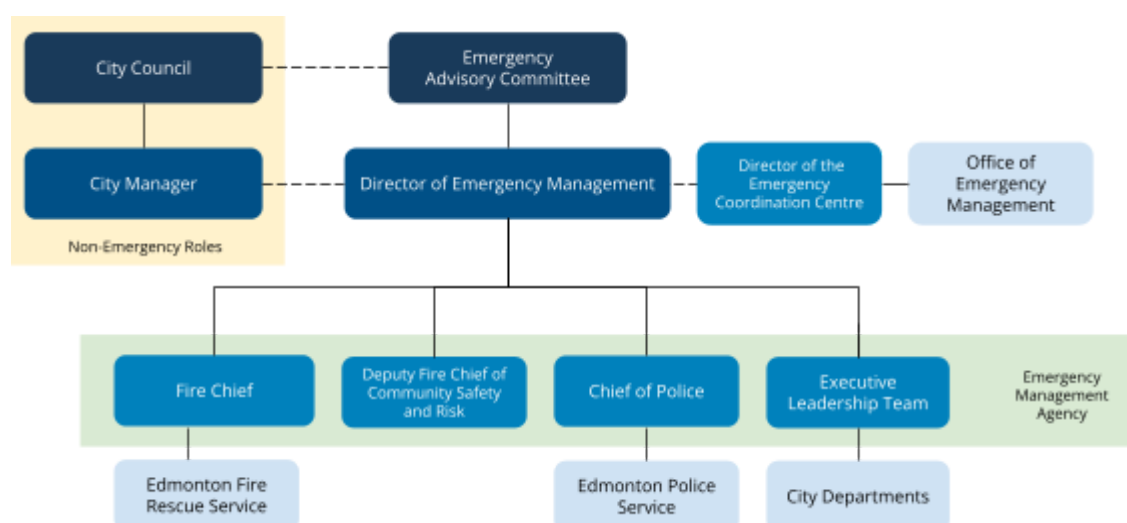 City Council
Emergency
Advisory Committee
City Manager
Director of Emergency Management
Director of the
Emergency
Coordination Centre
Office of
Emergency
Management
Non-Emergency Roles
Fire Chief
Deputy Fire Chief of
Community Safety
and Risk
Chief of Police
Executive
Leadership Team
Emergency
Management
Agency
Edmonton Fire
Rescue Service
Edmonton Police
Service
City Departments